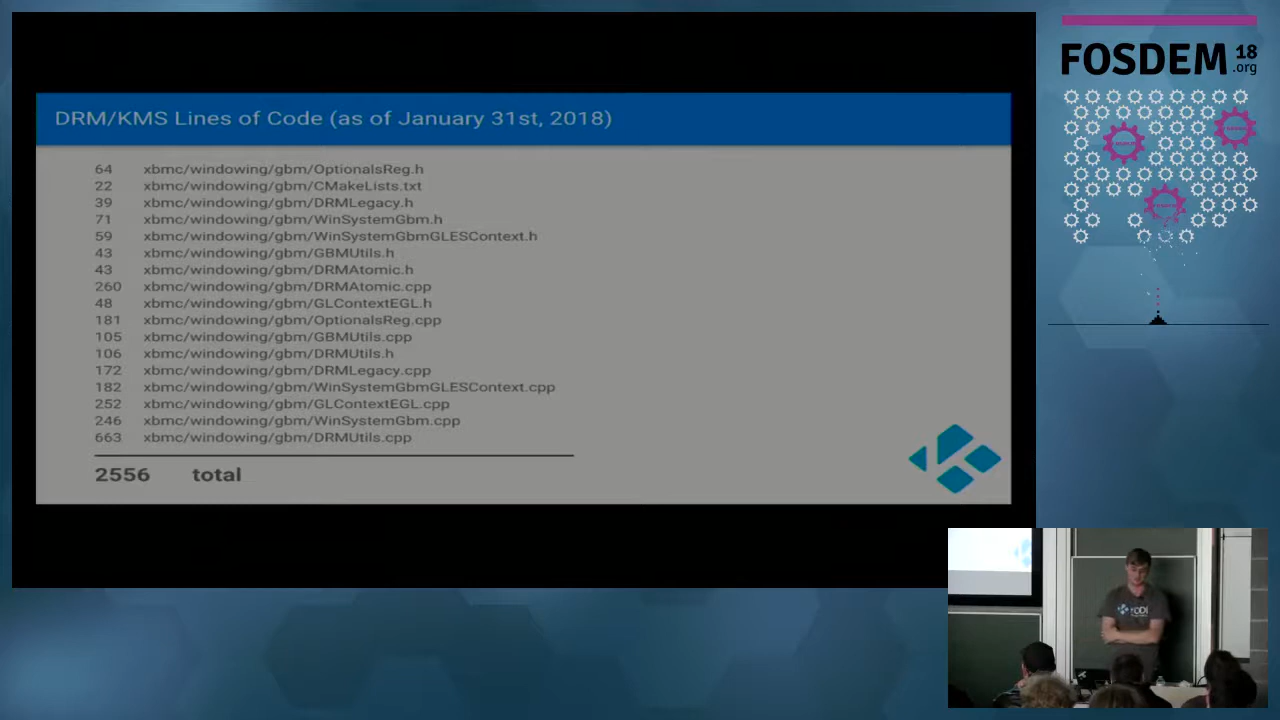 DRM/KMS Lines of Code (as of January 31st, 2018)
64 xbmc/windowing/gbm/OptionalsReg.h
22 xbmc/windowing/gbm/CMakeLists.txt
39 xbmc/windowing/gbm/DRMLegacy.h
71 xbmc/windowing/gbm/WinSystemGbm.h
59 xbmc/windowing/gbm/WinSystemGbmGLESContext.h
43 xbmc/windowing/gbm/GBMUtils.h
43 xbmc/windowing/gbm/DRMAtomic.h
260 xbmc/windowing/gbm/DRMAtomic.cpp
48 xbmc/windowing/gbm/GLContextEGL.h
181 xbmc/windowing/gbm/OptionalsReg.cpp
105 xbmc/windowing/gbm/GBMUtils.cpp
106 xbmc/windowing/gbm/DRMUtils.h
172 xbmc/windowing/gbm/DRMLegacy.cpp
182 xbmc/windowing/gbm/WinSystemGbmGLESContext.cpp
252 xbmc/windowing/gbm/GLContextEGL.cpp
246 xbmc/windowing/gbm/WinSystemGbm.cpp
663 xbmc/windowing/gbm/DRMUtils.cpp
2556 total
FOSDEM 18
.org
KODI